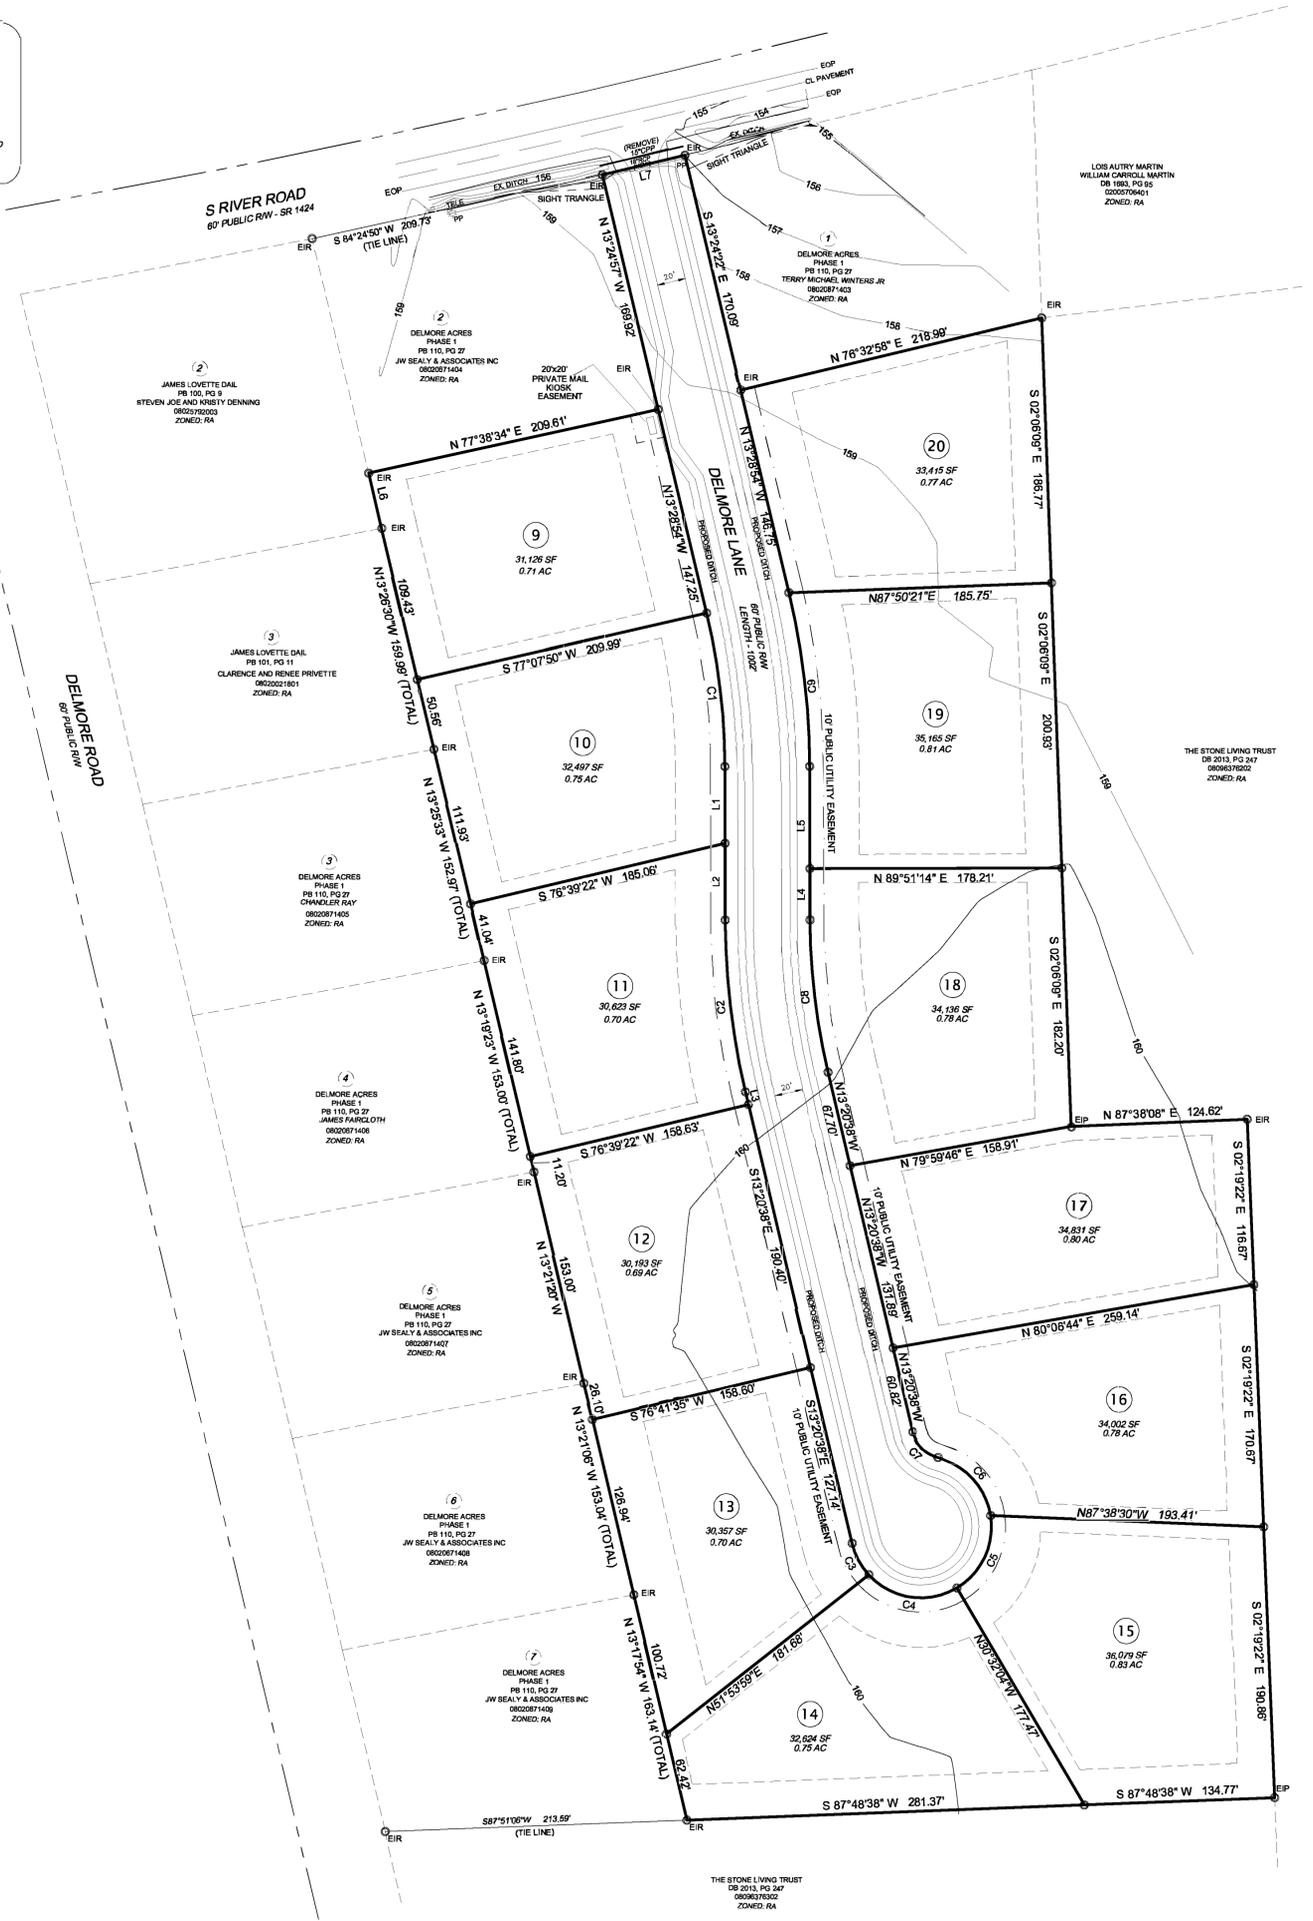 EOP
CL PAVEMENT
EOP
155
154
EX. DITCH
155
(REMOVE)
15"CPP
EIR
PP
SIGHT TRIANGLE
L7
S RIVER ROAD
60' PUBLIC R/W - SR 1424
EOP
EX. DITCH
156
EIR
SIGHT TRIANGLE
TELE
PP
159
S 84°24'50" W 209.73'
(TIE LINE)
EIR
156
157
158
158
159
159
LOIS AUTRY MARTIN
WILLIAM CARROLL MARTIN
DB 1693, PG 95
02005706401
ZONED: RA
1
DELMORE ACRES
PHASE 1
PB 110, PG 27
TERRY MICHAEL WINTERS JR
08020871403
ZONED: RA
2
DELMORE ACRES
PHASE 1
PB 110, PG 27
JW SEALY & ASSOCIATES INC
08020871404
ZONED: RA
2
JAMES LOVETTE DAIL
PB 100, PG 9
STEVEN JOE AND KRISTY DENNING
08025792003
ZONED: RA
N 13°24'57" W 169.92'
S 13°24'22" E 170.09'
20'
20'x20'
PRIVATE MAIL
KIOSK
EASEMENT
EIR
EIR
EIR
N 76°32'58" E 218.99'
S 02°06'09" E 186.77'
N 77°38'34" E 209.61'
EIR
L6
EIR
20
33,415 SF
0.77 AC
N 13°28'54" W 146.75'
PROPOSED DITCH
DELMORE LANE
60' PUBLIC R/W
LENGTH - 1002'
N13°28'54"W 147.25'
PROPOSED DITCH
9
31,126 SF
0.71 AC
109.43'
N13°26'30"W 159.99' (TOTAL)
50.56'
N87°50'21"E 185.75'
S 77°07'50" W 209.99'
3
JAMES LOVETTE DAIL
PB 101, PG 11
CLARENCE AND RENEE PRIVETTE
08020021801
ZONED: RA
DELMORE ROAD
60' PUBLIC R/W
C1
C9
10' PUBLIC UTILITY EASEMENT
19
35,165 SF
0.81 AC
S 02°06'09" E 200.93'
THE STONE LIVING TRUST
DB 2013, PG 247
08096376202
ZONED: RA
159
10
32,497 SF
0.75 AC
EIR
111.93'
N 13°25'33" W 152.97' (TOTAL)
41.04'
L1
L5
S 76°39'22" W 185.06'
N 89°51'14" E 178.21'
L2
L4
3
DELMORE ACRES
PHASE 1
PB 110, PG 27
CHANDLER RAY
08020871405
ZONED: RA
EIR
11
30,623 SF
0.70 AC
C2
C8
18
34,136 SF
0.78 AC
S 02°06'09" E 182.20'
141.80'
N 13°19'23" W 153.00' (TOTAL)
160
4
DELMORE ACRES
PHASE 1
PB 110, PG 27
JAMES FAIRCLOTH
08020871406
ZONED: RA
L3
20'
N13°20'38"W
67.70'
EIP
N 87°38'08" E 124.62'
EIR
S 76°39'22" W 158.63'
160
N 79°59'46" E 158.91'
11.20'
EIR
S 02°19'22" E 116.67'
10' PUBLIC UTILITY EASEMENT
N13°20'38"W 131.89'
17
34,831 SF
0.80 AC
S13°20'38"E 190.40'
12
30,193 SF
0.69 AC
153.00'
N 13°21'20" W
5
DELMORE ACRES
PHASE 1
PB 110, PG 27
JW SEALY & ASSOCIATES INC
08020871407
ZONED: RA
PROPOSED DITCH
PROPOSED DITCH
N 80°06'44" E 259.14'
N13°20'38"W
60.82'
EIR
26.10'
S 76°41'35" W 158.60'
16
34,002 SF
0.78 AC
S 02°19'22" E 170.67'
C7
C6
10' PUBLIC UTILITY EASEMENT
S13°20'38"E 127.14'
N 13°21'06" W 153.04' (TOTAL)
126.94'
13
30,357 SF
0.70 AC
6
DELMORE ACRES
PHASE 1
PB 110, PG 27
JW SEALY & ASSOCIATES INC
08020871408
ZONED: RA
N87°38'30"W 193.41'
C3
C5
C4
EIR
N 13°17'54" W 163.14' (TOTAL)
100.72'
62.42'
N51°53'59"E 181.68'
N30°32'04"W 177.47'
15
36,079 SF
0.83 AC
S 02°19'22" E 190.86'
7
DELMORE ACRES
PHASE 1
PB 110, PG 27
JW SEALY & ASSOCIATES INC
08020871409
ZONED: RA
14
32,624 SF
0.75 AC
160
S 87°48'38" W 281.37'
S 87°48'38" W 134.77'
EIP
S87°51'06"W 213.59'
(TIE LINE)
EIR
EIR
THE STONE LIVING TRUST
DB 2013, PG 247
08096376302
ZONED: RA